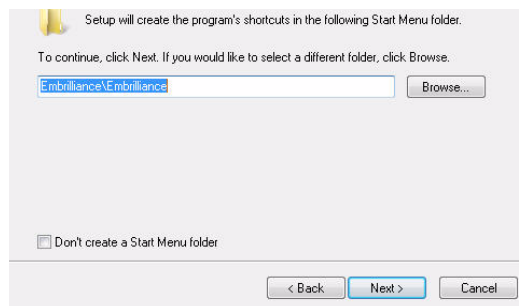 Setup will create the program's shortcuts in the following Start Menu folder.
To continue, click Next. If you would like to select a different folder, click Browse.
Embrilliance\Embrilliance
Browse...
Don't create a Start Menu folder
< Back
Next >
Cancel